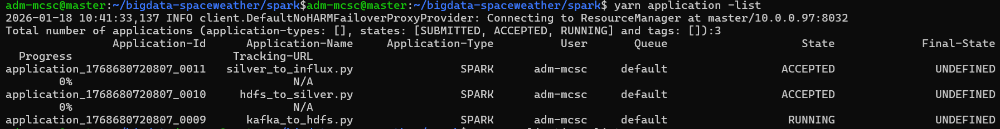 adm-mcsc@master:~/bigdata-spaceweather/spark$adm-mcsc@master:~/bigdata-spaceweather/spark$ yarn application -list
2026-01-18 10:41:33,137 INFO client.DefaultNoHARMFailoverProxyProvider: Connecting to ResourceManager at master/10.0.0.97:8032
Total number of applications (application-types: [], states: [SUBMITTED, ACCEPTED, RUNNING] and tags: []):3
Application-Id Application-Name Application-Type User Queue State Final-State
Progress Tracking-URL
application_1768680720807_0011 silver_to_influx.py SPARK adm-mcsc default ACCEPTED UNDEFINED
0% N/A
application_1768680720807_0010 hdfs_to_silver.py SPARK adm-mcsc default ACCEPTED UNDEFINED
0% N/A
application_1768680720807_0009 kafka_to_hdfs.py SPARK adm-mcsc default RUNNING UNDEFINED